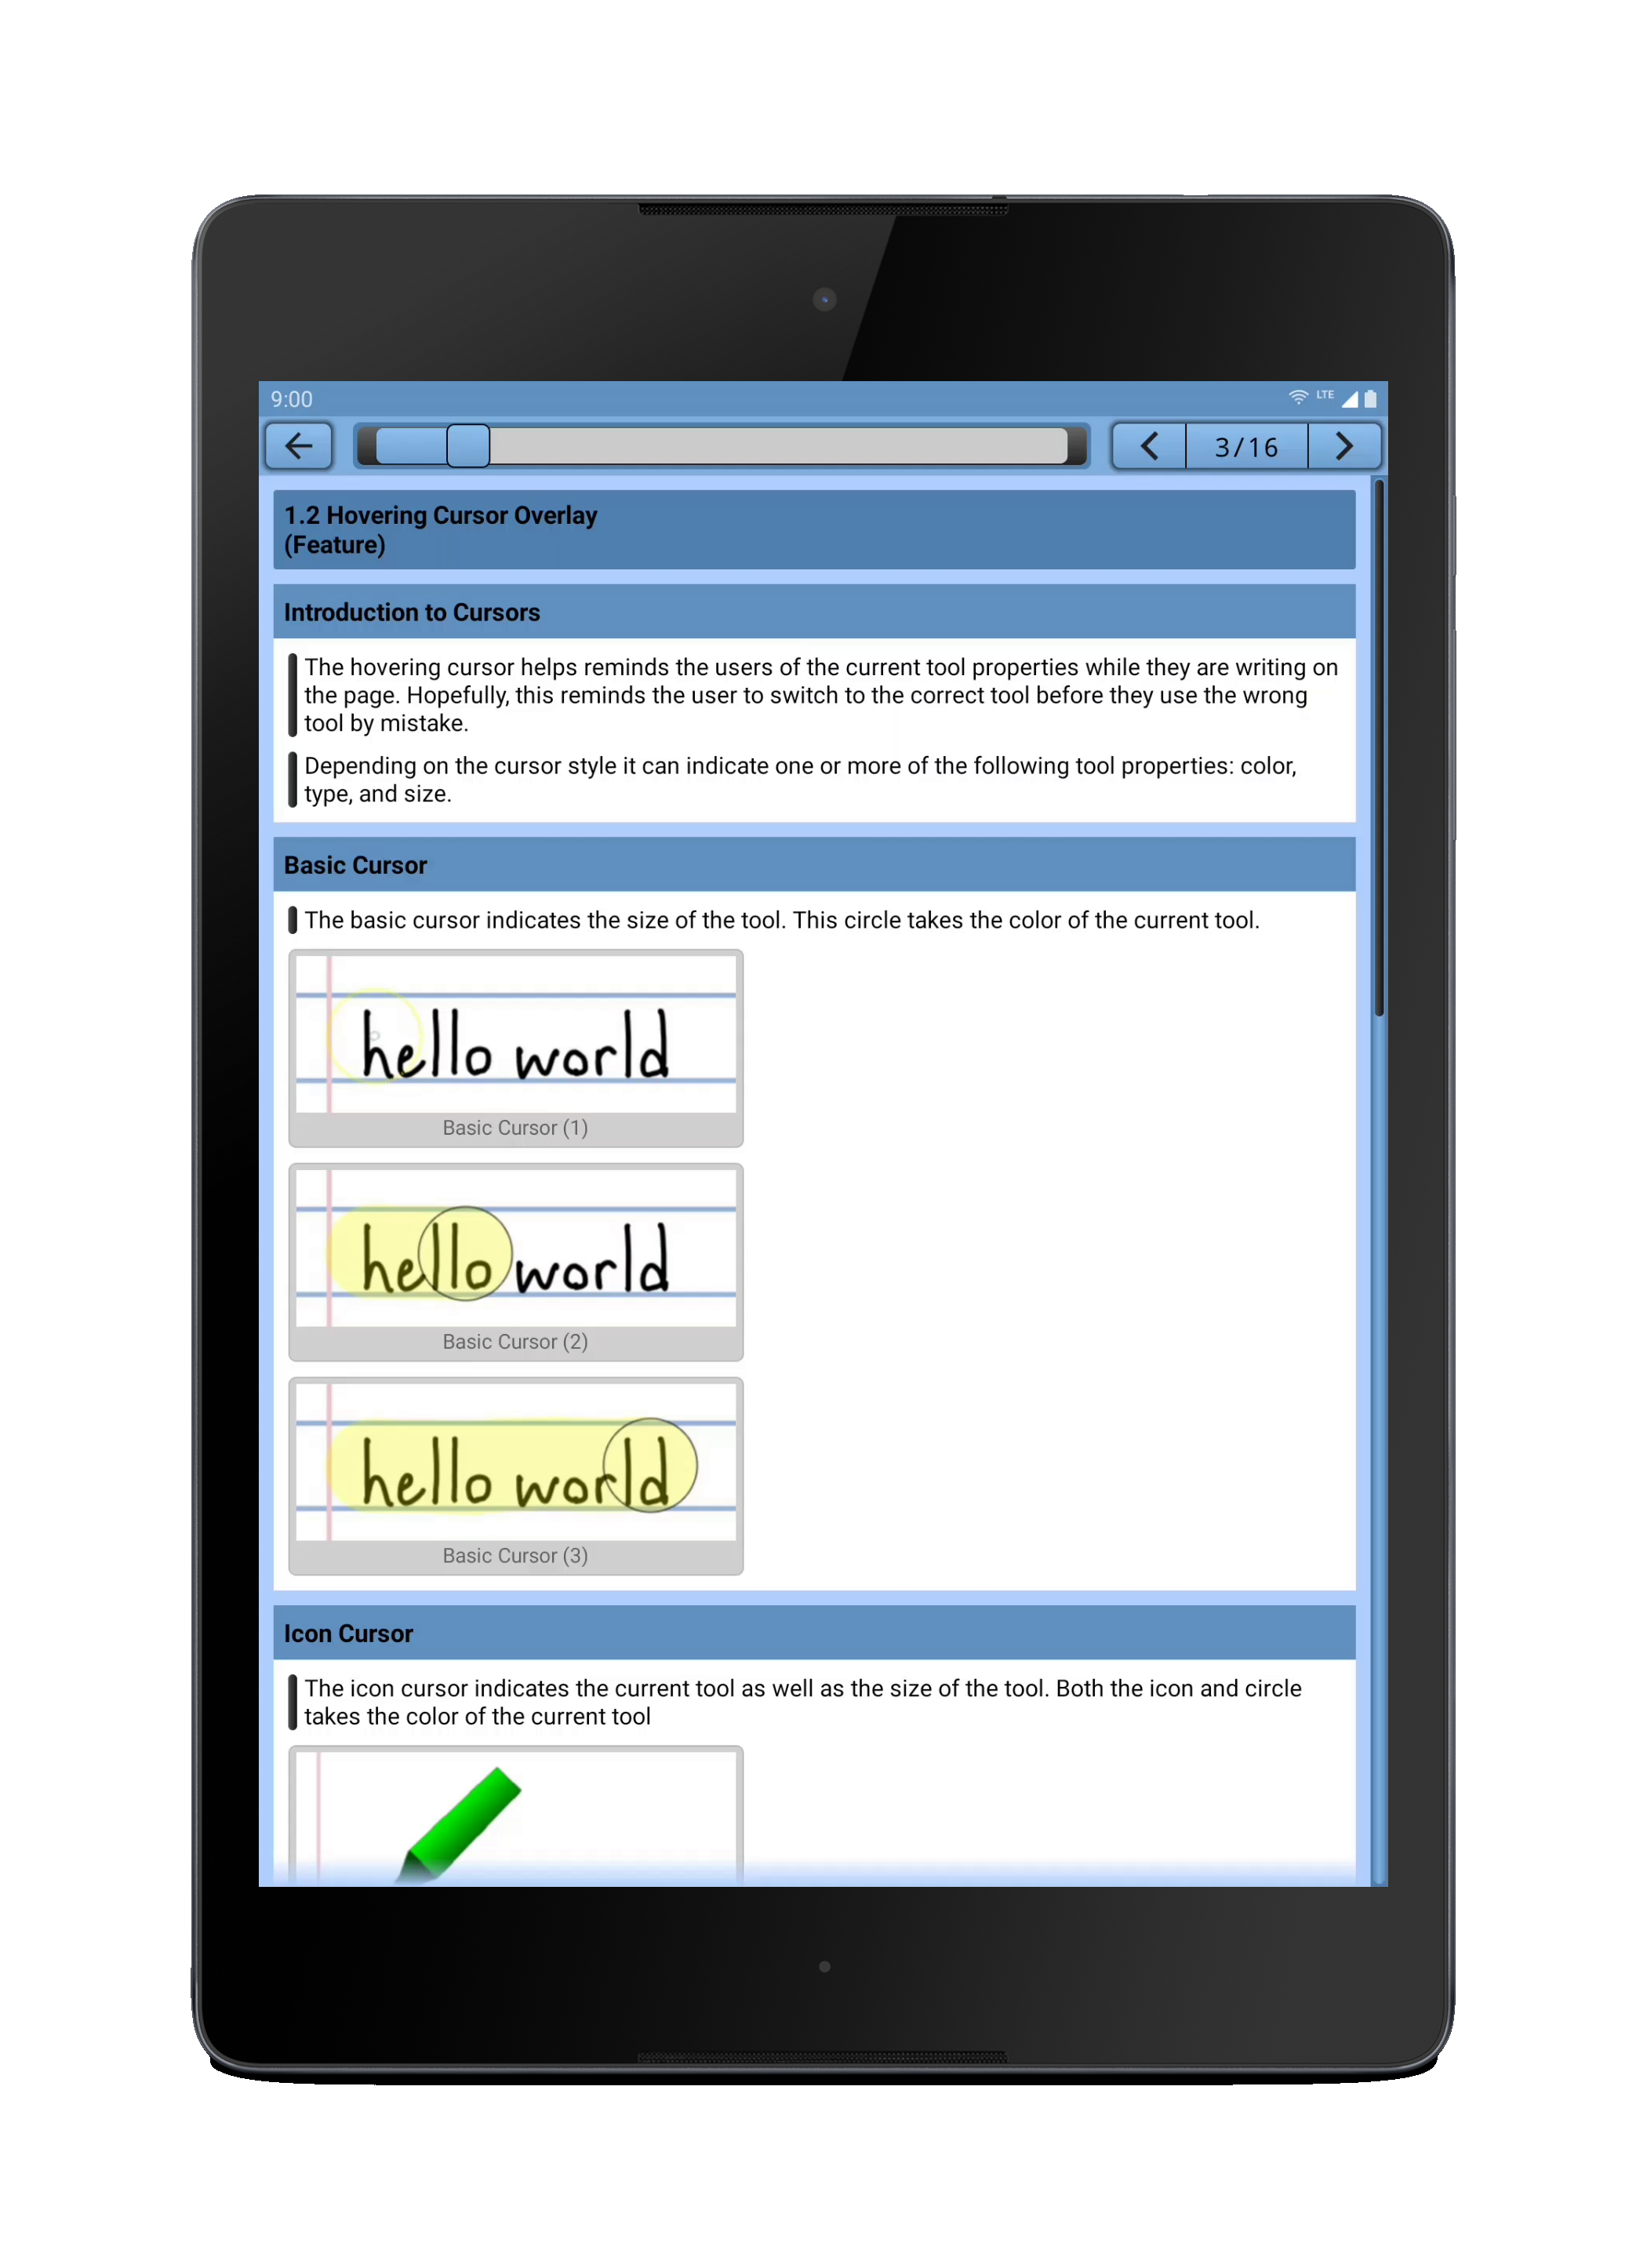 9:00
LTE
3/16
1.2 Hovering Cursor Overlay
(Feature)
Introduction to Cursors
The hovering cursor helps reminds the users of the current tool properties while they are writing on
the page. Hopefully, this reminds the user to switch to the correct tool before they use the wrong
tool by mistake.
Depending on the cursor style it can indicate one or more of the following tool properties: color,
type, and size.
Basic Cursor
The basic cursor indicates the size of the tool. This circle takes the color of the current tool.
hello world
Basic Cursor (1)
hello world
Basic Cursor (2)
hello world
Basic Cursor (3)
Icon Cursor
The icon cursor indicates the current tool as well as the size of the tool. Both the icon and circle
takes the color of the current tool